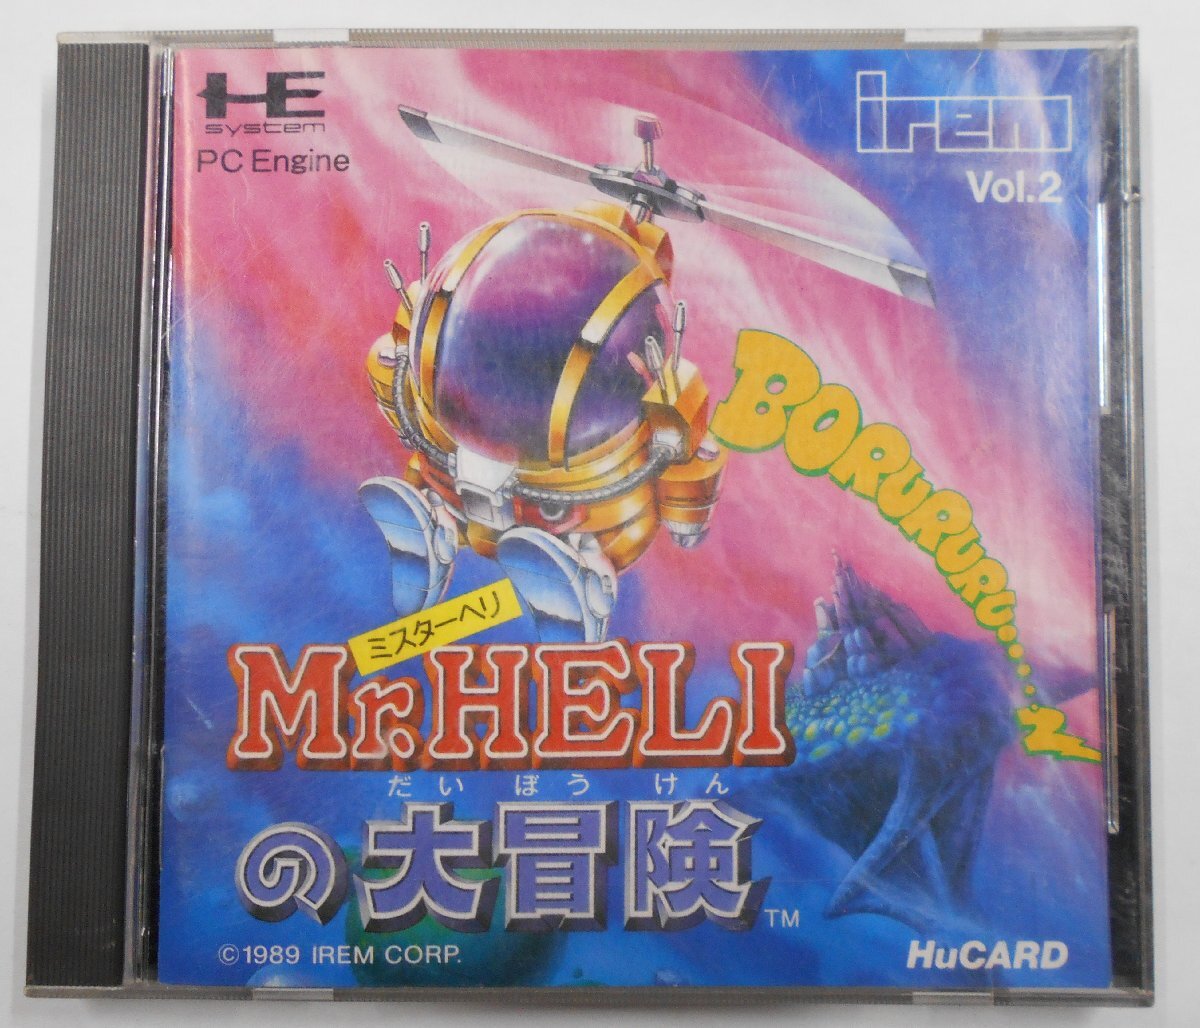 HE
system
PC Engine
irem
Vol.2
BORURURURU......
ミスターヘリ
Mr.HELI
だいぼうけん
の大冒険
TM
©1989 IREM CORP.
HuCARD